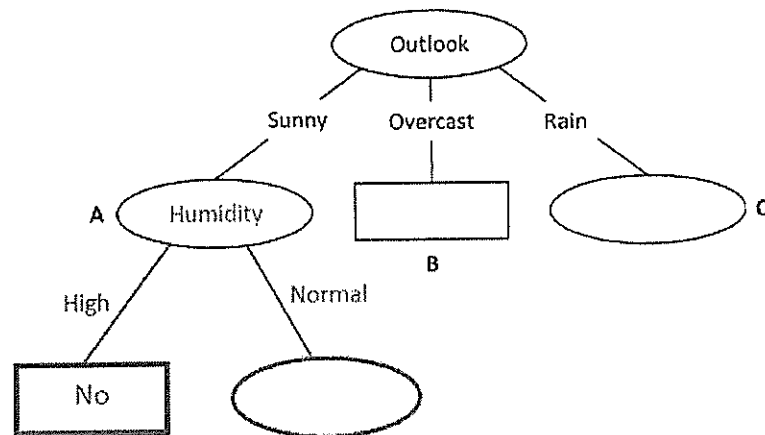 Outlook
Sunny
Overcast
Rain
A
Humidity
B
C
High
Normal
No